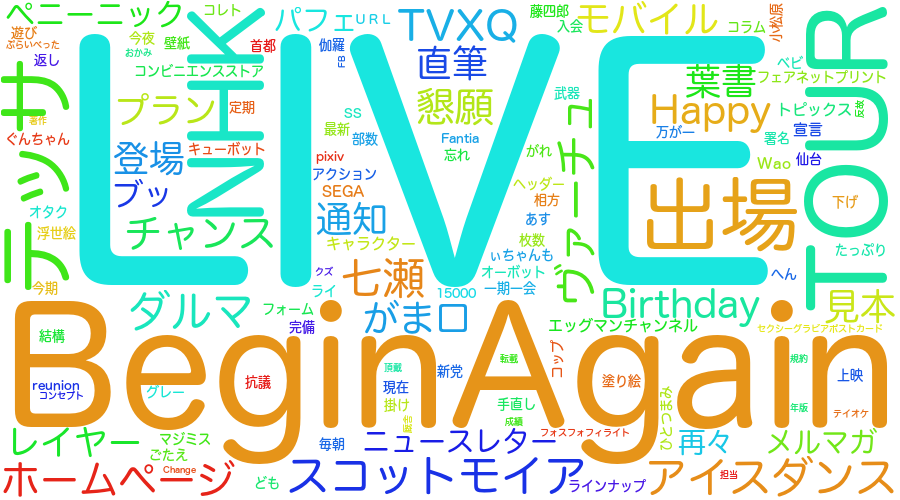 ペニーニック
コレト
パフェ
URL
TVXQ
藤四郎
入会
モバイル
小松原
遊び
ぷらいべった
今夜
おかみ
壁紙
首都
伽羅
FB
直筆
コラム
返し
コンビニエンスストア
葉書
ベビ
フェアネットプリント
LIVE
NHK
TOUR
デッサ
著作
プラン
定期
SS
最新
部数
懇願
武器
Happy
トピックス
反故
ぐんちゃん
キューボット
pixiv
Fantia
忘れ
がれ
万がー
署名
宣言
登場
アクション
Wao
仙台
ブッ
SEGA
ヘッダー
相方
ヴァーチュ
出場
下げ
オタク
浮世絵
チャンス
通知
キャラクター
あす
枚数
ぃちゃんも
たっぷり
クズ
七瀬
オーボット
へん
今期
ライ
15000
一期一会
ダルマ
フォーム
完備
がま口
Birthday
見本
エッグマンチャンネル
セクシーグラビアポストカード
結構
BeginAgain
転載
コップ
規約
reunion
コンセプト
グレー
抗議
頂戴
現在
新党
塗り絵
上映
掛け
手直し
ひとつまみ
年版
テイオケ
成績
レイヤー
マジミス
ごたえ
毎朝
ニュースレター
フォスフォフィライト
再々
メルマガ
ホームページ
Change
ども
スコットモイア
ラインナップ
アイスダンス
担当